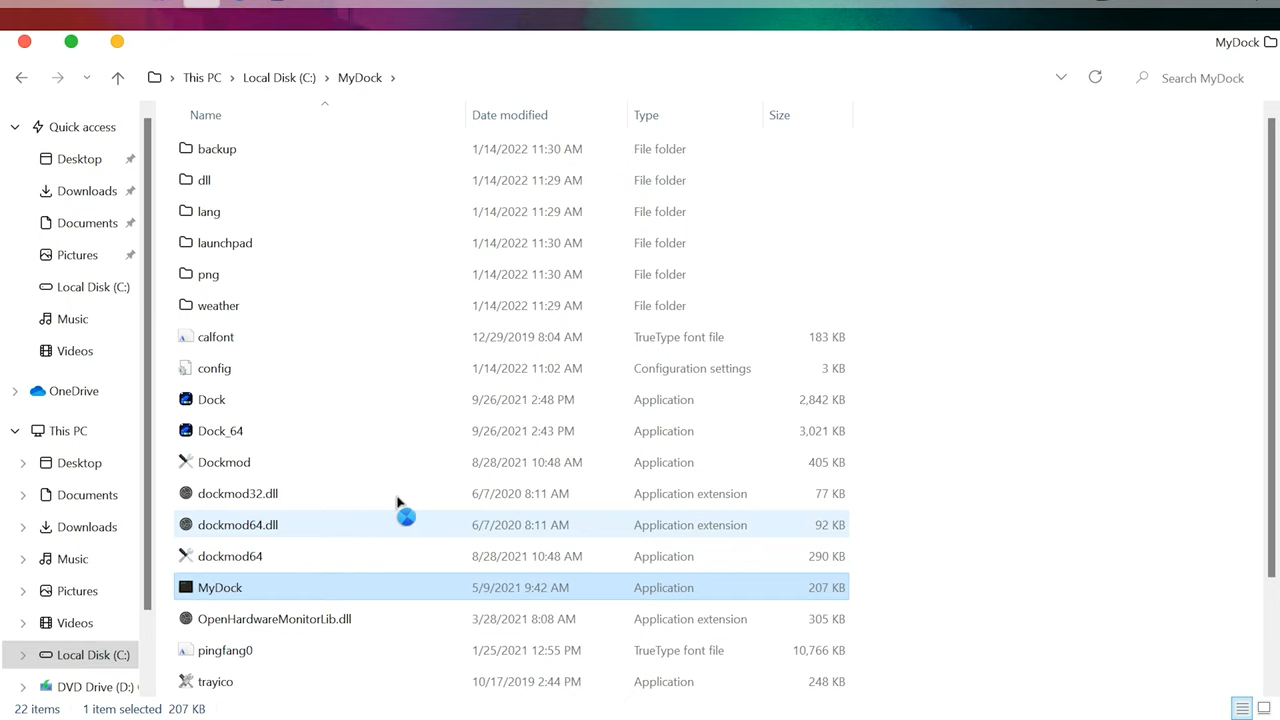 MyDock
This PC Local Disk (C:) MyDock Search MyDock
Name Date modified Type Size
Quick access
Desktop
Downloads
Documents
Pictures
Local Disk (C:)
Music
Videos
OneDrive
This PC
Desktop
Documents
Downloads
Music
Pictures
Videos
Local Disk (C:)
DVD Drive (D:)
backup 1/14/2022 11:30 AM File folder
dll 1/14/2022 11:29 AM File folder
lang 1/14/2022 11:29 AM File folder
launchpad 1/14/2022 11:30 AM File folder
png 1/14/2022 11:30 AM File folder
weather 1/14/2022 11:29 AM File folder
calfont 12/29/2019 8:04 AM TrueType font file 183 KB
config 1/14/2022 11:02 AM Configuration settings 3 KB
Dock 9/26/2021 2:48 PM Application 2,842 KB
Dock_64 9/26/2021 2:43 PM Application 3,021 KB
Dockmod 8/28/2021 10:48 AM Application 405 KB
dockmod32.dll 6/7/2020 8:11 AM Application extension 77 KB
dockmod64.dll 6/7/2020 8:11 AM Application extension 92 KB
dockmod64 8/28/2021 10:48 AM Application 290 KB
MyDock 5/9/2021 9:42 AM Application 207 KB
OpenHardwareMonitorLib.dll 3/28/2021 8:08 AM Application extension 305 KB
pingfang0 1/25/2021 12:55 PM TrueType font file 10,766 KB
trayico 10/17/2019 2:44 PM Application 248 KB
22 items 1 item selected 207 KB